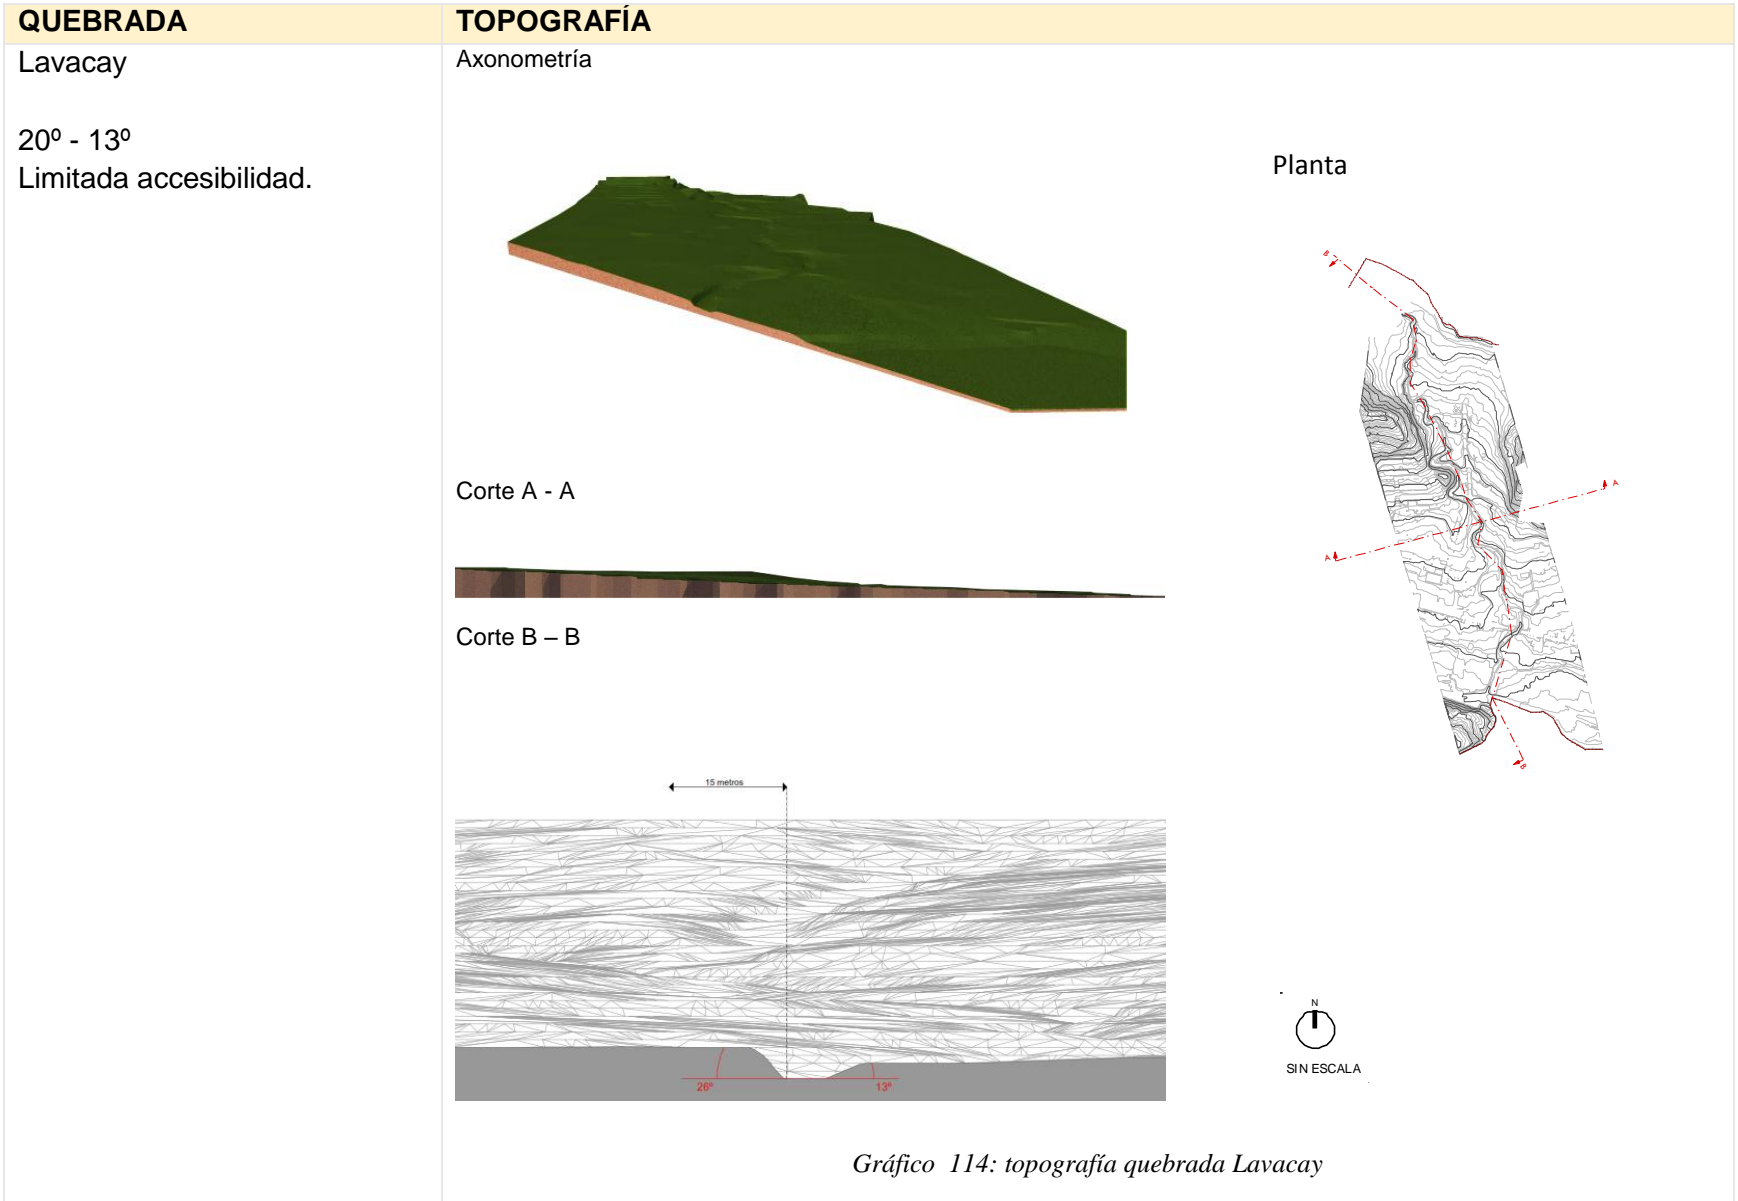 QUEBRADA
TOPOGRAFÍA
Lavacay
20º - 13º
Limitada accesibilidad.
Axonometría
Planta
B
A
A
B
Corte A - A
Corte B – B
15 metros
26º
13º
N
SIN ESCALA
Gráfico 114: topografía quebrada Lavacay